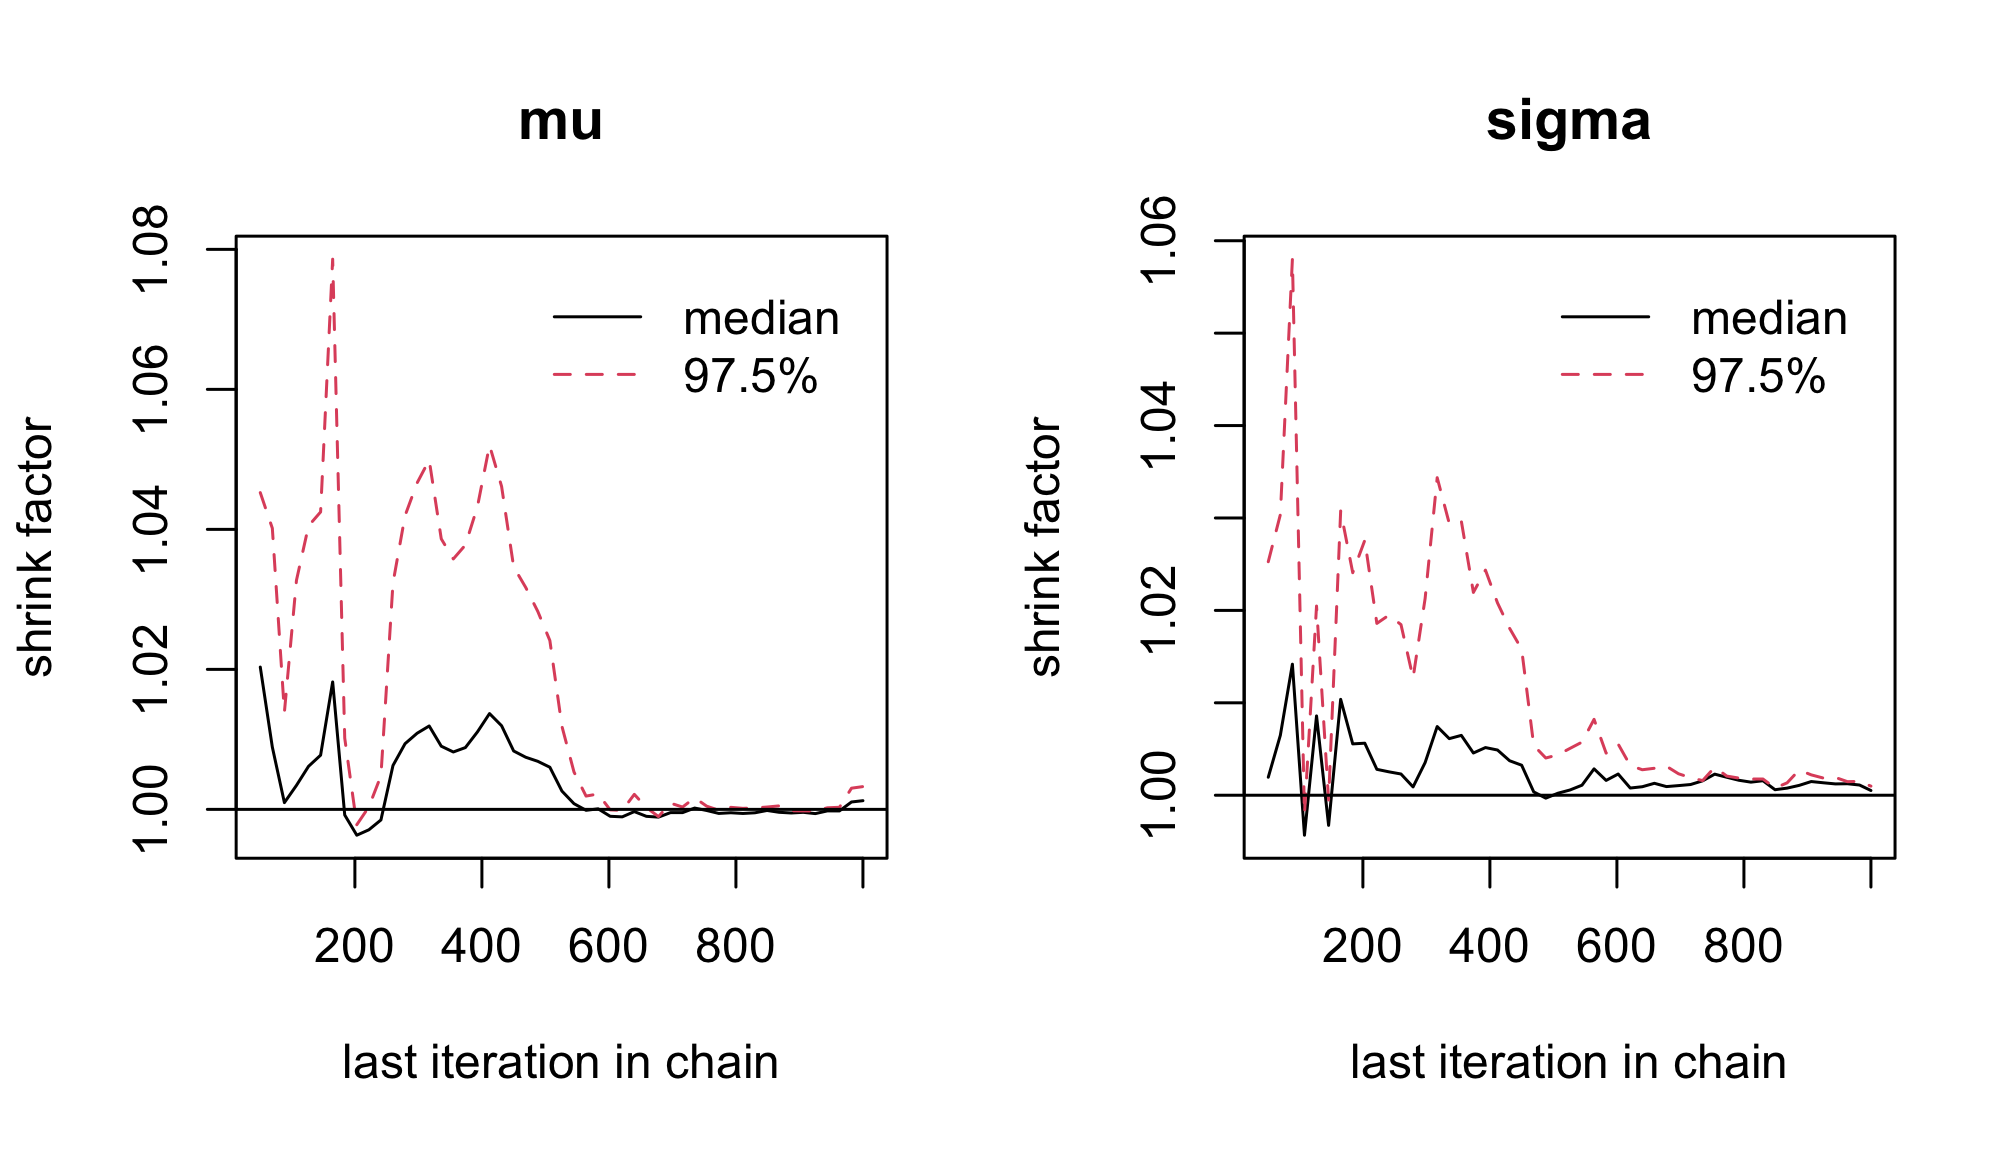 mu
shrink factor
1.08
1.06
1.04
1.02
1.00
median
97.5%
200 400 600 800
last iteration in chain
sigma
shrink factor
1.06
1.04
1.02
1.00
median
97.5%
200 400 600 800
last iteration in chain